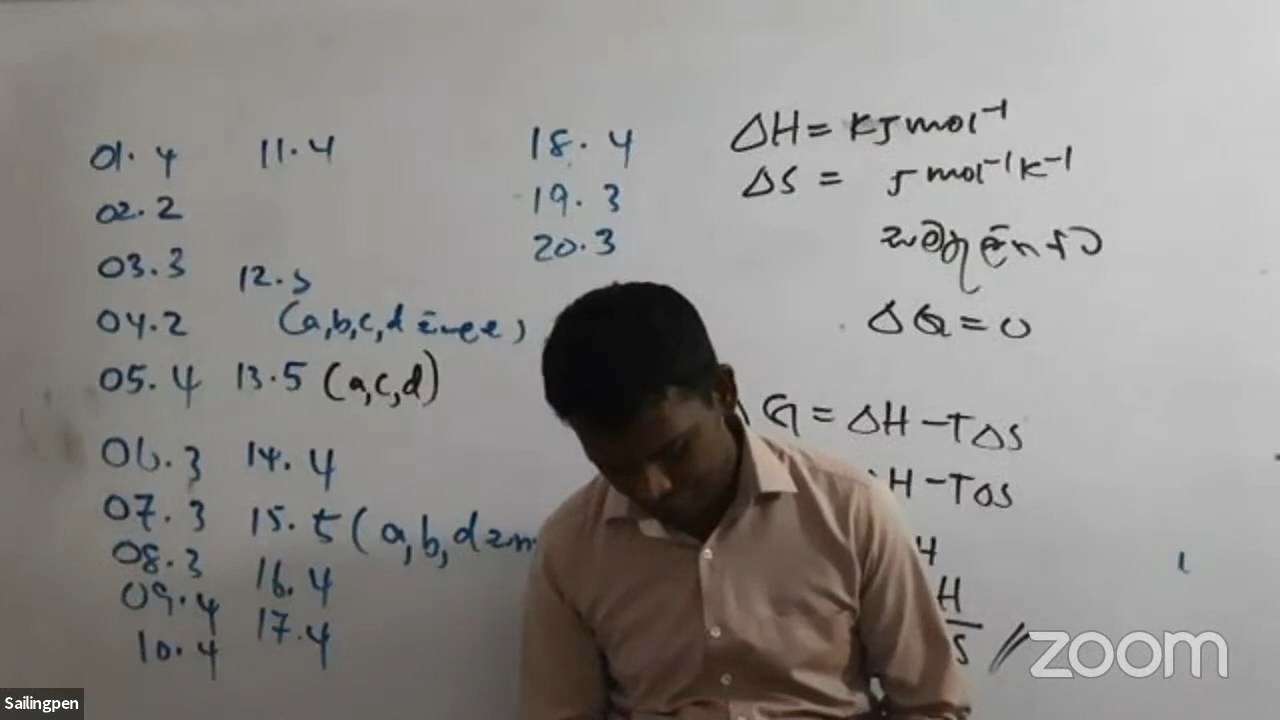 01. 4
02. 2
03. 3
04. 2
05. 4
06. 3
07. 3
08. 3
09. 4
10. 4
11. 4
12. 5
(a,b,c,d
13. 5 (a,c,d)
14. 4
15. 5 (a,b,d
16. 4
17. 4
18. 4
19. 3
20. 3
ΔH = kJ mol⁻¹
ΔS = J mol⁻¹ K⁻¹
ΔG = 0
G = ΔH - TΔS
H - TΔS
H
H
S
zoom
Sailingpen